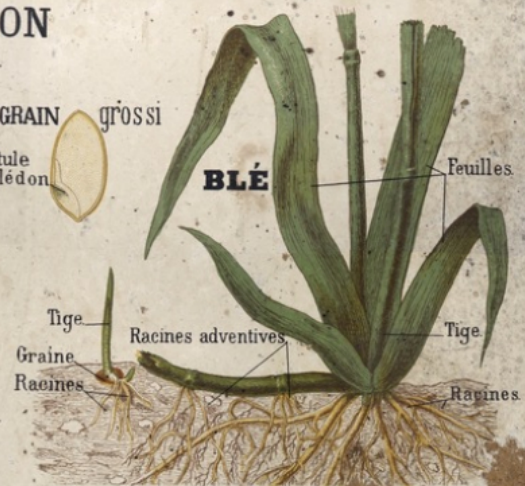 ON
GRAIN grossi
tule
lédon
BLÉ
Feuilles
Tige
Graine
Racines
Racines adventives
Tige
Racines